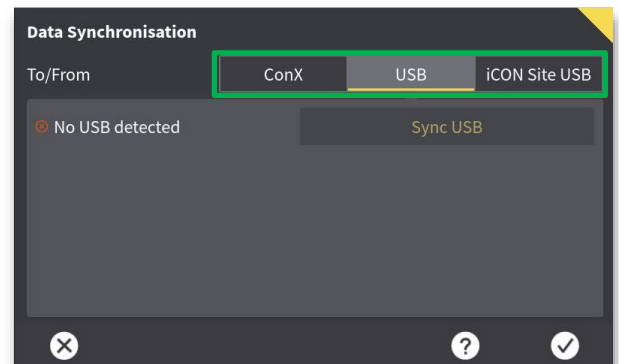 Data Synchronisation
To/From ConX USB iCON Site USB
No USB detected Sync USB
?